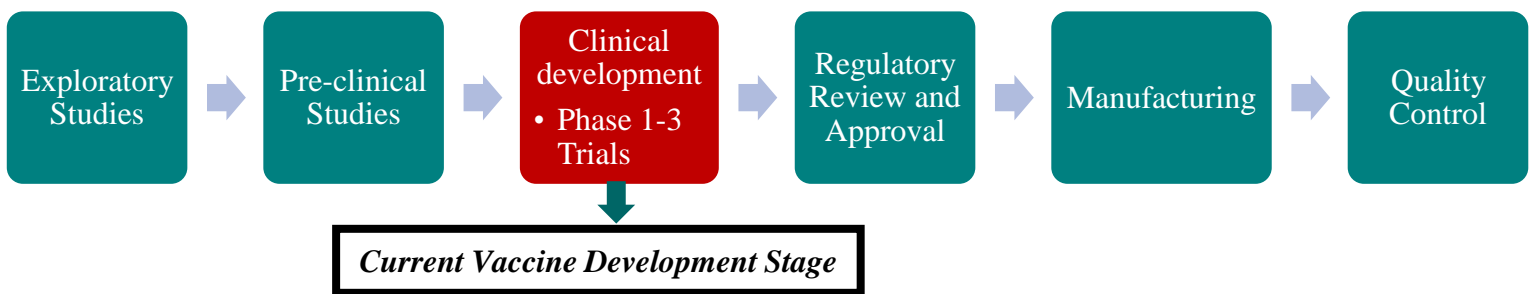 Exploratory
Studies
Pre-clinical
Studies
Clinical
development
• Phase 1-3
Trials
Regulatory
Review and
Approval
Manufacturing
Quality
Control
Current Vaccine Development Stage